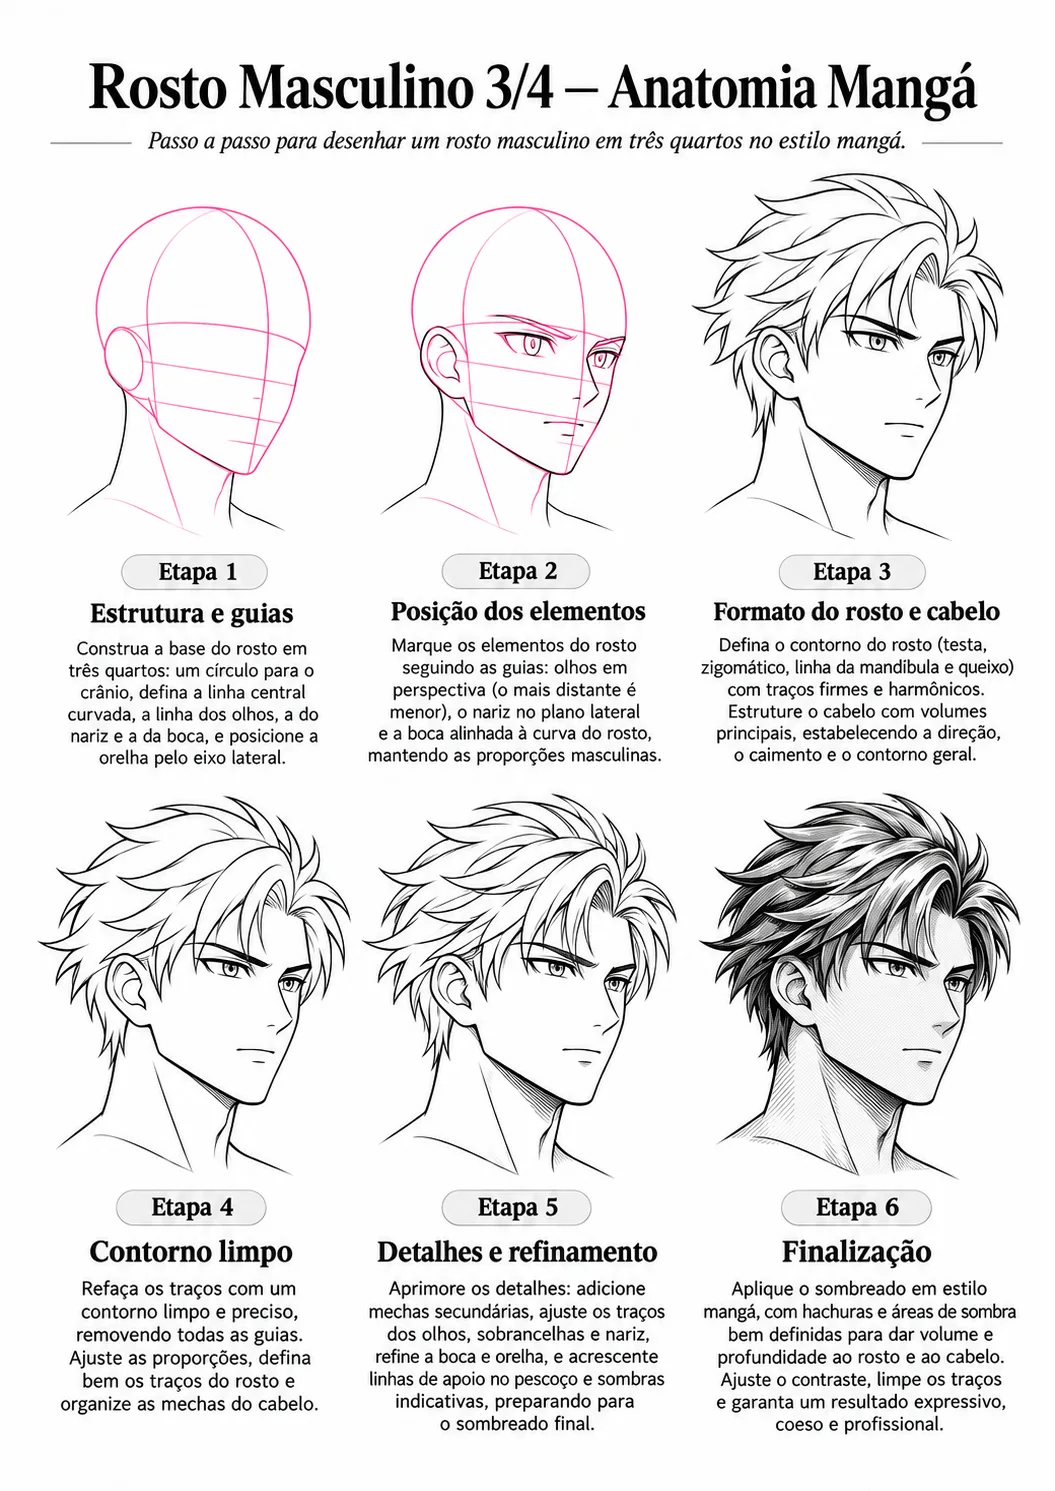 Rosto Masculino 3/4 – Anatomia Mangá
Passo a passo para desenhar um rosto masculino em três quartos no estilo mangá.
Etapa 1
Estrutura e guias
Construa a base do rosto em
três quartos: um círculo para o
crânio, defina a linha central
curvada, a linha dos olhos, a do
nariz e a da boca, e posicione a
orelha pelo eixo lateral.
Etapa 2
Posição dos elementos
Marque os elementos do rosto
seguindo as guias: olhos em
perspectiva (o mais distante é
menor), o nariz no plano lateral
e a boca alinhada à curva do rosto,
mantendo as proporções masculinas.
Etapa 3
Formato do rosto e cabelo
Defina o contorno do rosto (testa,
zigomático, linha da mandíbula e queixo)
com traços firmes e harmônicos.
Estruture o cabelo com volumes
principais, estabelecendo a direção,
o caimento e o contorno geral.
Etapa 4
Contorno limpo
Refaça os traços com um
contorno limpo e preciso,
removendo todas as guias.
Ajuste as proporções, defina
bem os traços do rosto e
organize as mechas do cabelo.
Etapa 5
Detalhes e refinamento
Aprimore os detalhes: adicione
mechas secundárias, ajuste os traços
dos olhos, sobrancelhas e nariz,
refine a boca e orelha, e acrescente
linhas de apoio no pescoço e sombras
indicativas, preparando para
o sombreado final.
Etapa 6
Finalização
Aplique o sombreado em estilo
mangá, com hachuras e áreas de sombra
bem definidas para dar volume e
profundidade ao rosto e ao cabelo.
Ajuste o contraste, limpe os traços
e garanta um resultado expressivo,
coeso e profissional.